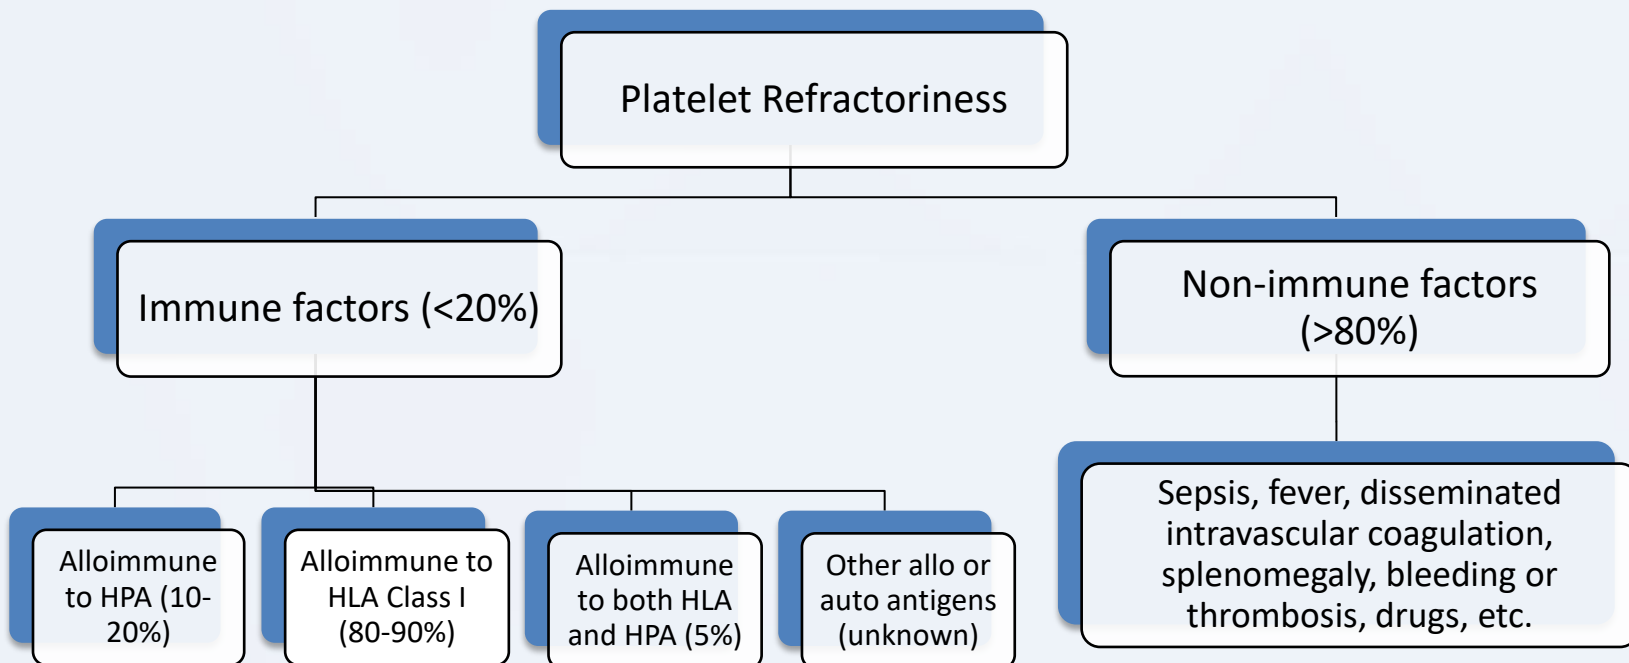 Platelet Refractoriness
Immune factors (<20%)
Non-immune factors
(>80%)
Alloimmune
to HPA (10-
20%)
Alloimmune to
HLA Class I
(80-90%)
Alloimmune
to both HLA
and HPA (5%)
Other allo or
auto antigens
(unknown)
Sepsis, fever, disseminated
intravascular coagulation,
splenomegaly, bleeding or
thrombosis, drugs, etc.